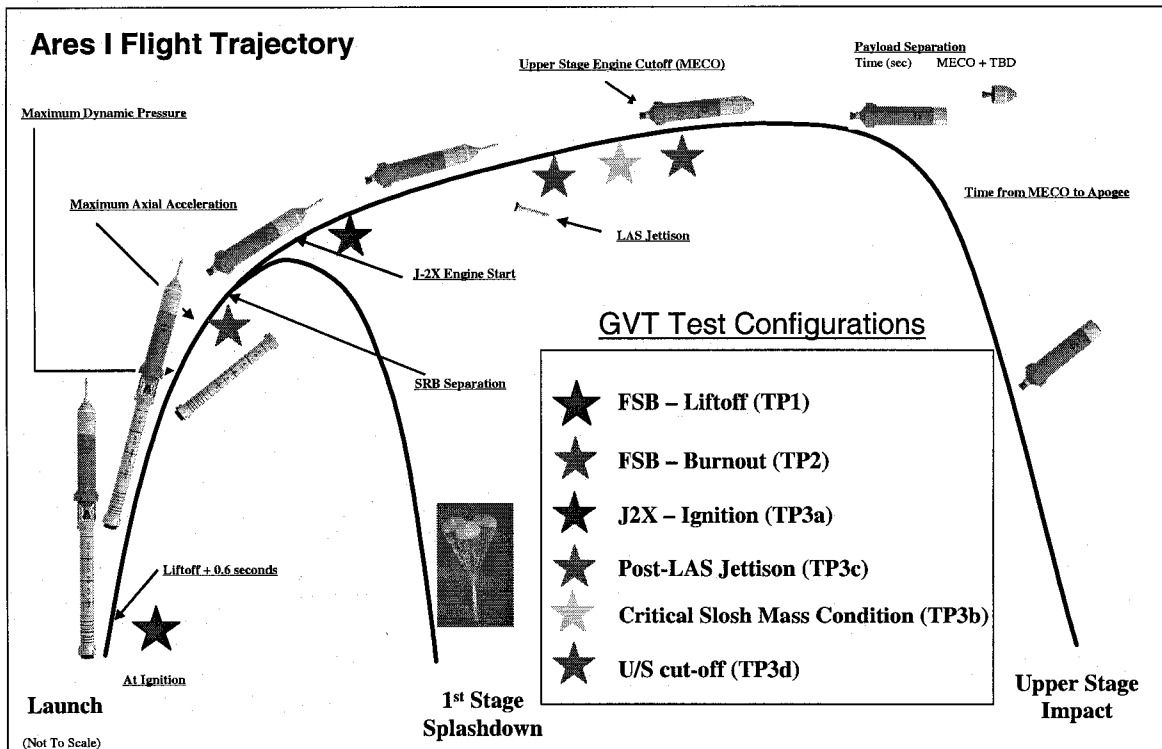 Ares I Flight Trajectory
Payload Separation
Time (sec) MECO + TBD
Upper Stage Engine Cutoff (MECO)
Maximum Dynamic Pressure
Maximum Axial Acceleration
Time from MECO to Apogee
LAS Jettison
J-2X Engine Start
GVT Test Configurations
SRB Separation
FSB – Liftoff (TP1)
FSB – Burnout (TP2)
J2X – Ignition (TP3a)
Post-LAS Jettison (TP3c)
Critical Slosh Mass Condition (TP3b)
U/S cut-off (TP3d)
Liftoff + 0.6 seconds
At Ignition
Launch
1st Stage
Splashdown
Upper Stage
Impact
(Not To Scale)